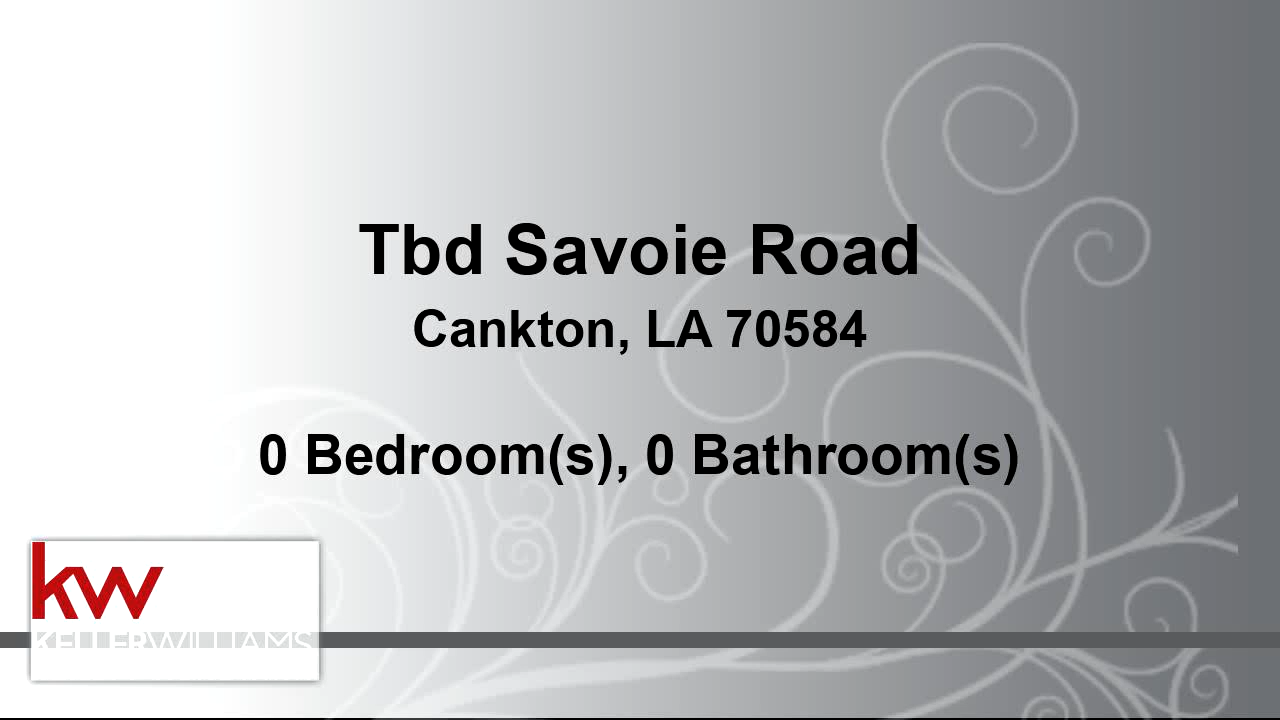 Tbd Savoie Road
Cankton, LA 70584
0 Bedroom(s), 0 Bathroom(s)
kw
KELLERWILLIAMS